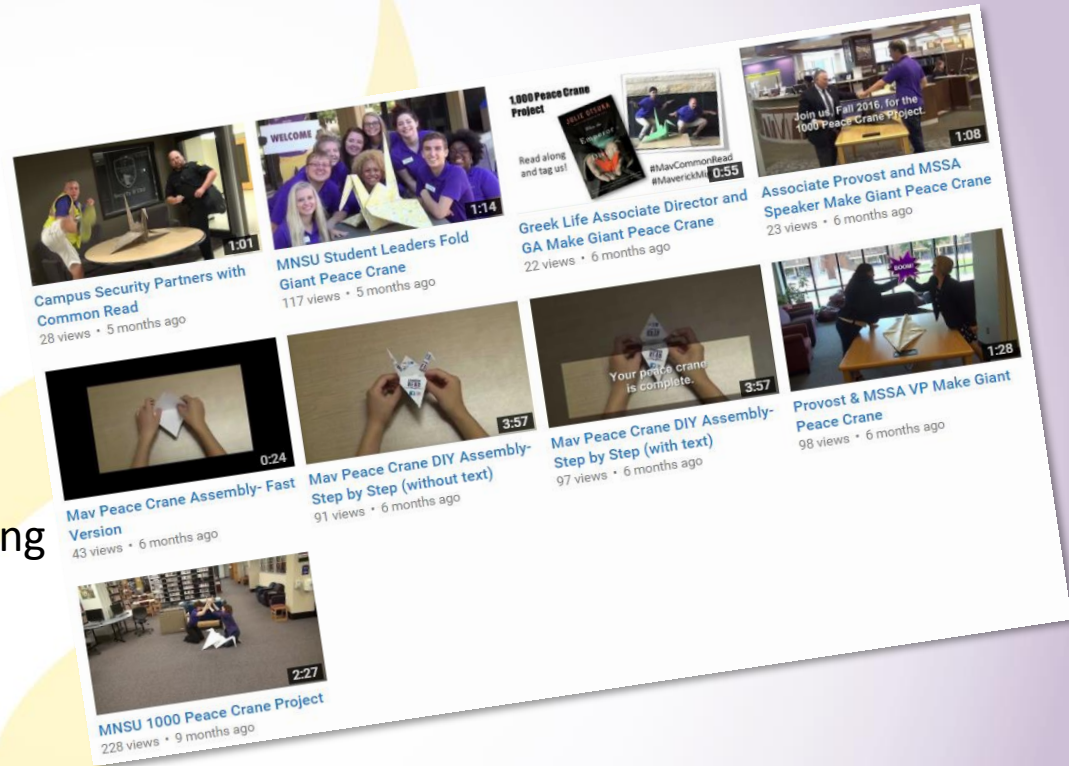 WELCOME
1:01
Campus Security Partners with
Common Read
28 views • 5 months ago
1:14
MNSU Student Leaders Fold
Giant Peace Crane
117 views • 5 months ago
1,000 Peace Crane
Project
Read along
and tag us!
JULIE OTSUKA
Emperor
#MavCommonRead
0:55
Greek Life Associate Director and
GA Make Giant Peace Crane
22 views • 6 months ago
Join us, Fall 2016, for the
1000 Peace Crane Project.
1:08
Associate Provost and MSSA
Speaker Make Giant Peace Crane
23 views • 6 months ago
0:24
Mav Peace Crane Assembly- Fast
Version
43 views • 6 months ago
3:57
Mav Peace Crane DIY Assembly-
Step by Step (without text)
91 views • 6 months ago
Your peace crane
is complete.
3:57
Mav Peace Crane DIY Assembly-
Step by Step (with text)
97 views • 6 months ago
BOOM!
1:28
Provost & MSSA VP Make Giant
Peace Crane
98 views • 6 months ago
ng
2:27
MNSU 1000 Peace Crane Project
228 views • 9 months ago